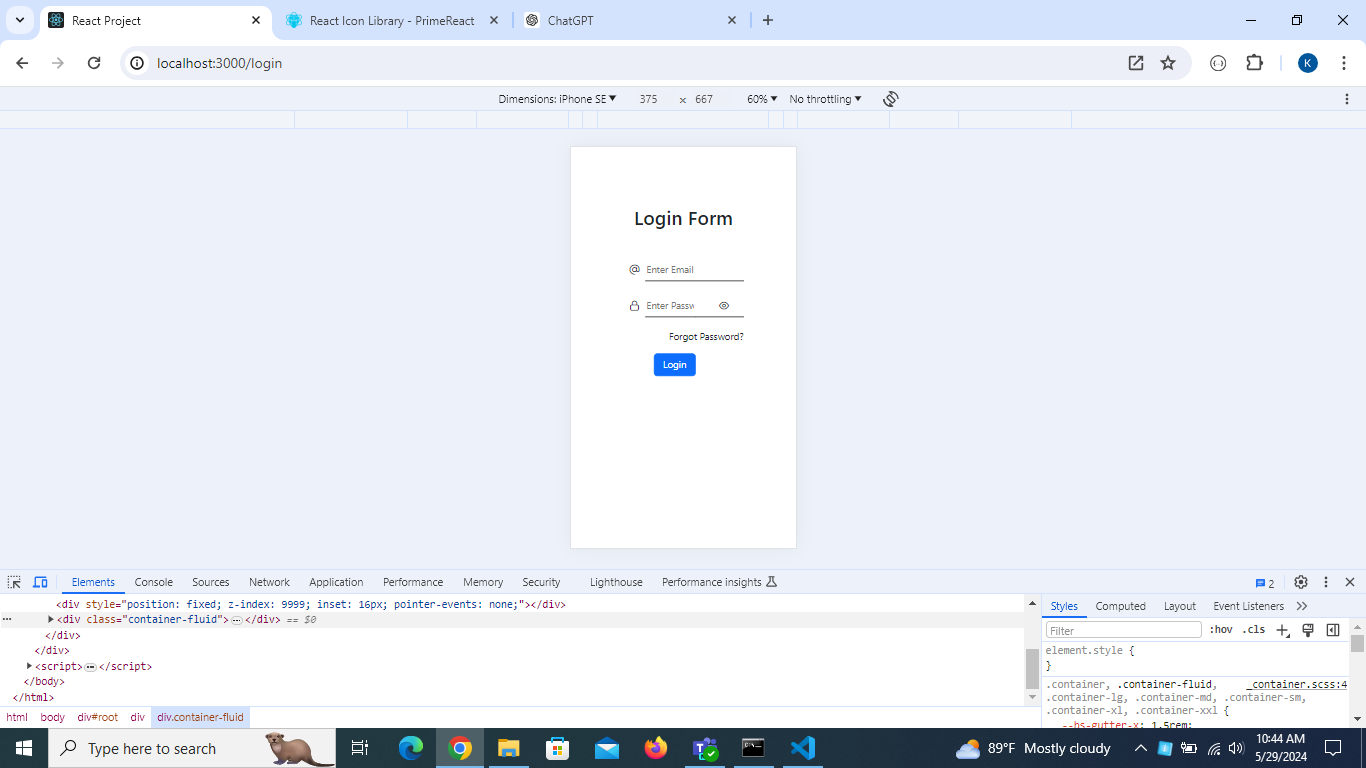 React Project
React Icon Library - PrimeReact
ChatGPT
localhost:3000/login
K
Dimensions: iPhone SE 375 × 667 60% No throttling
Login Form
@ Enter Email
Enter Passw
Forgot Password?
Login
Elements Console Sources Network Application Performance Memory Security Lighthouse Performance insights 2
<div style="position: fixed; z-index: 9999; inset: 16px; pointer-events: none;"></div>
<div class="container-fluid"> … </div> == $0
</div>
</div>
<script> … </script>
</body>
</html>
html body div#root div div.container-fluid
Styles Computed Layout Event Listeners
Filter :hov .cls
element.style {
}
.container, .container-fluid, _container.scss:4
.container-lg, .container-md, .container-sm,
.container-xl, .container-xxl {
--bs-gutter-x: 1.5rem;
Type here to search
89°F Mostly cloudy
10:44 AM
5/29/2024